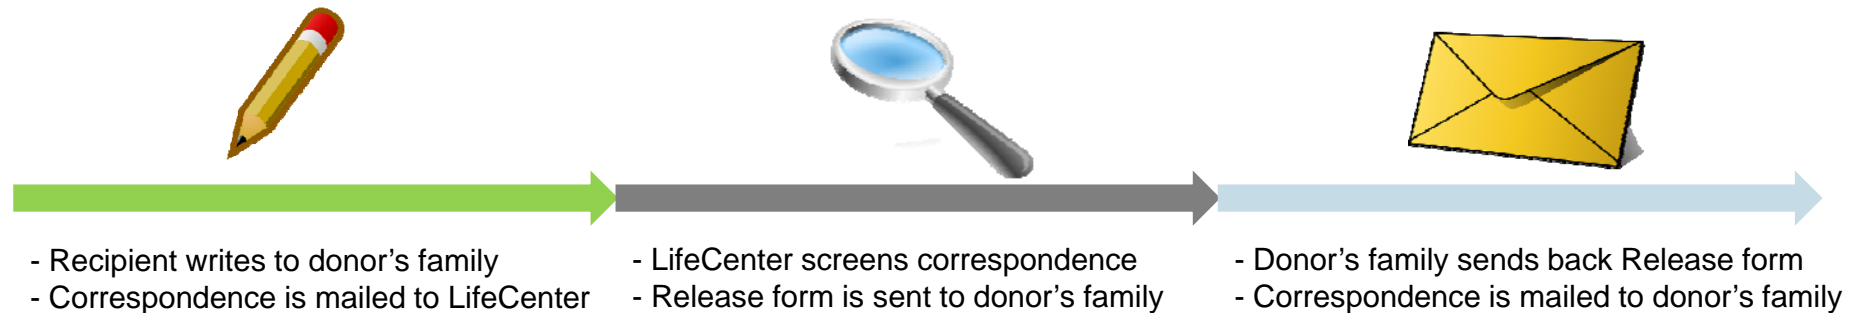 - Recipient writes to donor’s family
- Correspondence is mailed to LifeCenter
- LifeCenter screens correspondence
- Release form is sent to donor’s family
- Donor’s family sends back Release form
- Correspondence is mailed to donor’s family